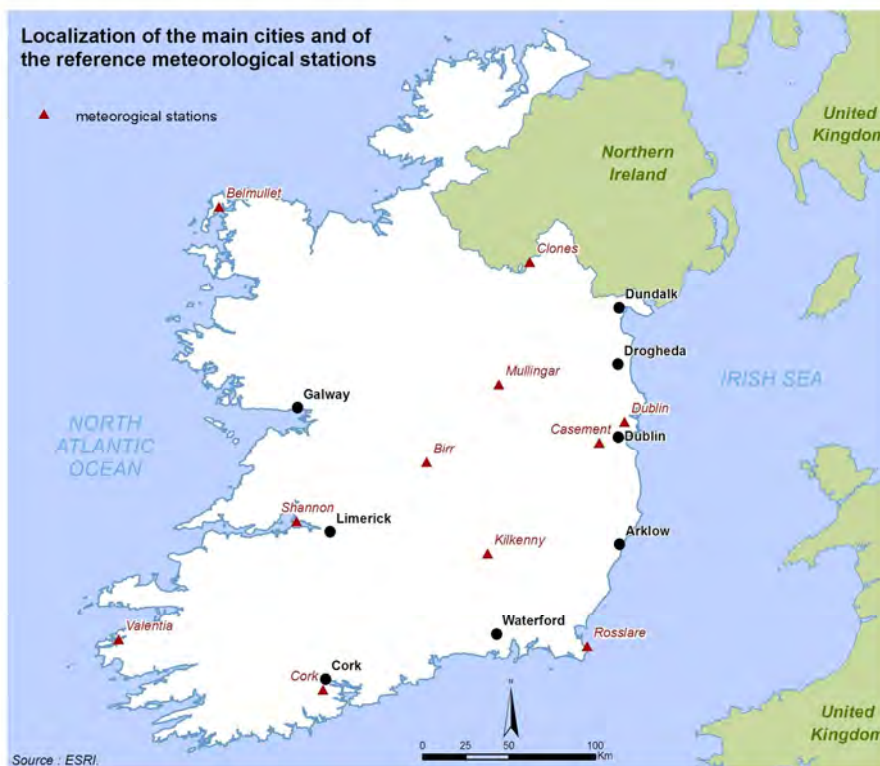 Localization of the main cities and of
the reference meteorological stations
meteorogical stations
United
Kingdom
Northern
Ireland
Belmullet
Clones
Dundalk
Drogheda
Mullingar
IRISH SEA
Galway
Dublin
NORTH
ATLANTIC
OCEAN
Casement
Dublin
Birr
Shannon
Limerick
Arklow
Kilkenny
Waterford
Valentia
Rosslare
Cork
Cork
N
United
Kingdom
0 25 50 100
Km
Source : ESRI.